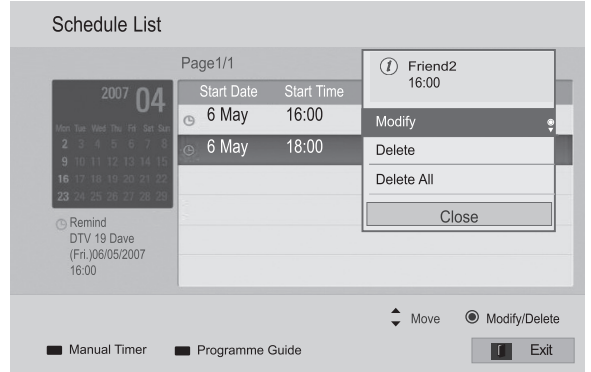 Schedule List
Page1/1
2007 04
Mon Tue Wed Thu Fri Sat Sun
2 3 4 5 6 7 8
9 10 11 12 13 14 15
16 17 18 19 20 21 22
23 24 25 26 27 28 29
Remind
DTV 19 Dave
(Fri.)06/05/2007
16:00
Start Date Start Time
6 May 16:00
6 May 18:00
Friend2
16:00
Modify
Delete
Delete All
Close
Move Modify/Delete
Manual Timer Programme Guide Exit